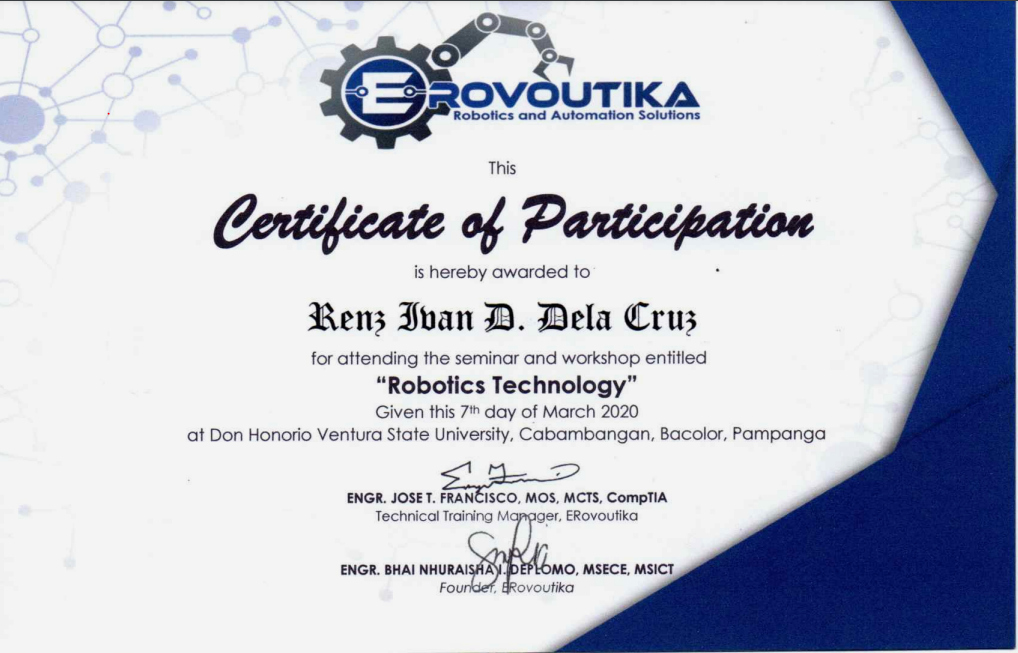 EROVOUTIKA
Robotics and Automation Solutions
This
Certificate of Participation
is hereby awarded to
Renz Ivan D. Dela Cruz
for attending the seminar and workshop entitled
“Robotics Technology”
Given this 7th day of March 2020
at Don Honorio Ventura State University, Cabambangan, Bacolor, Pampanga
ENGR. JOSE T. FRANCISCO, MOS, MCTS, CompTIA
Technical Training Manager, ERovoutika
ENGR. BHAI NHURAISHA I. DEPLOMO, MSECE, MSICT
Founder, ERovoutika